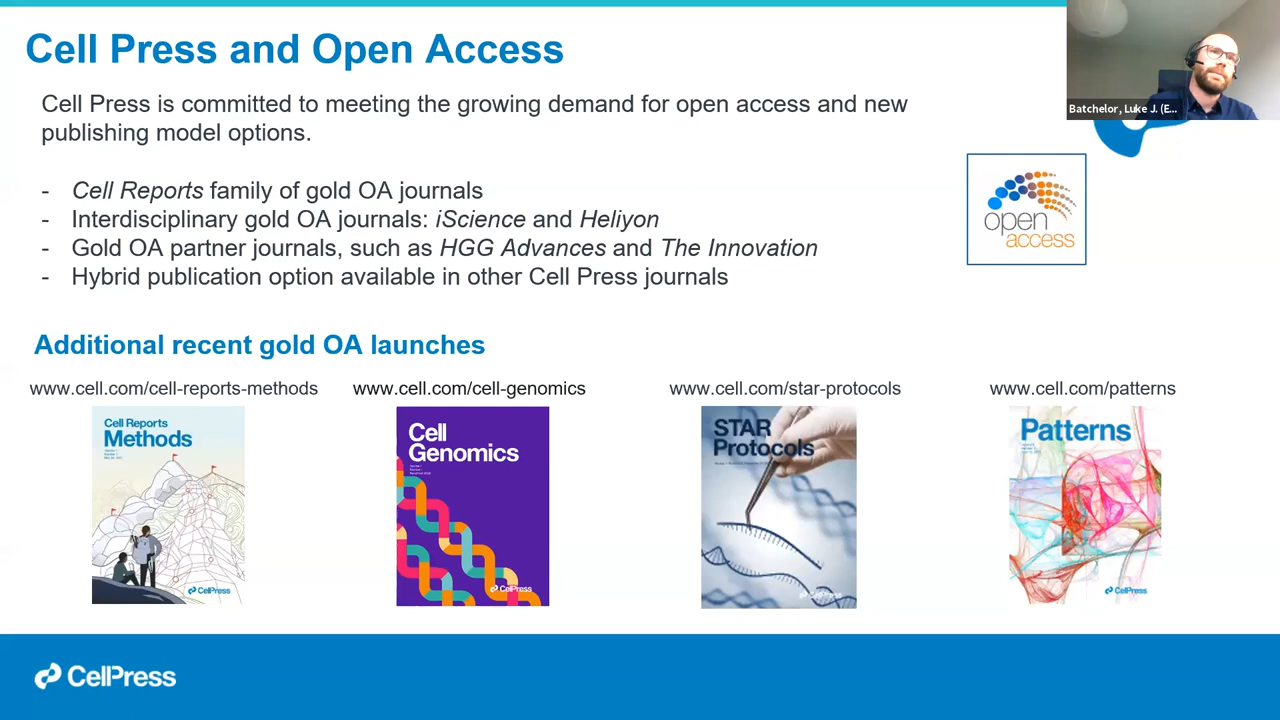 Cell Press and Open Access
Batchelor, Luke J. (E...
Cell Press is committed to meeting the growing demand for open access and new
publishing model options.
- Cell Reports family of gold OA journals
- Interdisciplinary gold OA journals: iScience and Heliyon
- Gold OA partner journals, such as HGG Advances and The Innovation
- Hybrid publication option available in other Cell Press journals
open
access
Additional recent gold OA launches
www.cell.com/cell-reports-methods
www.cell.com/cell-genomics
www.cell.com/star-protocols
www.cell.com/patterns
Cell Reports
Methods
CellPress
Cell
Genomics
CellPress
STAR
Protocols
CellPress
Patterns
CellPress
CellPress